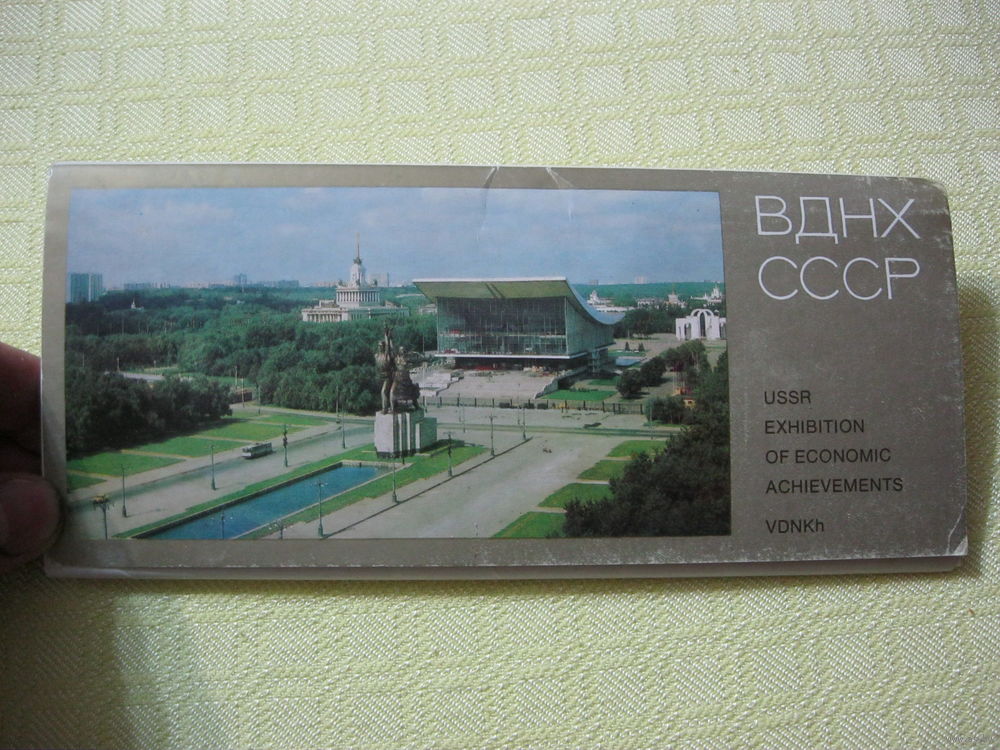 ВДНХ
СССР
USSR
EXHIBITION
OF ECONOMIC
ACHIEVEMENTS
VDNKh